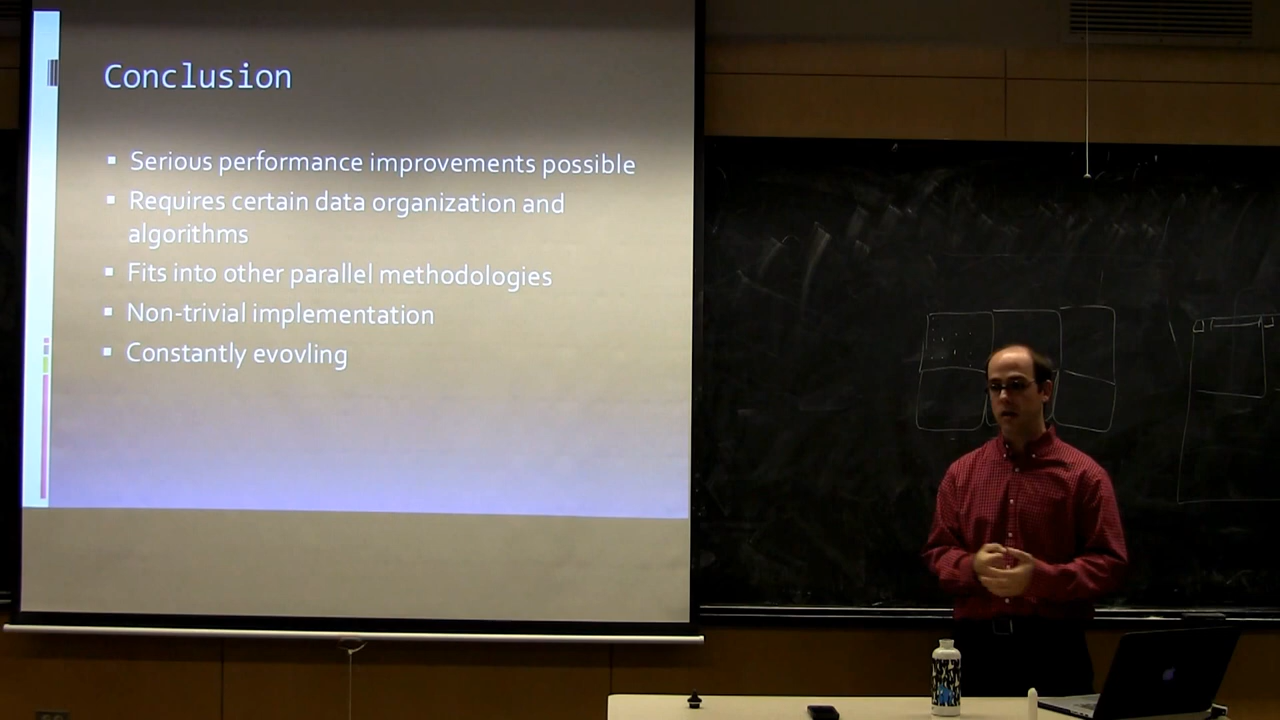 Conclusion
▪ Serious performance improvements possible
▪ Requires certain data organization and
algorithms
▪ Fits into other parallel methodologies
▪ Non-trivial implementation
▪ Constantly evovling